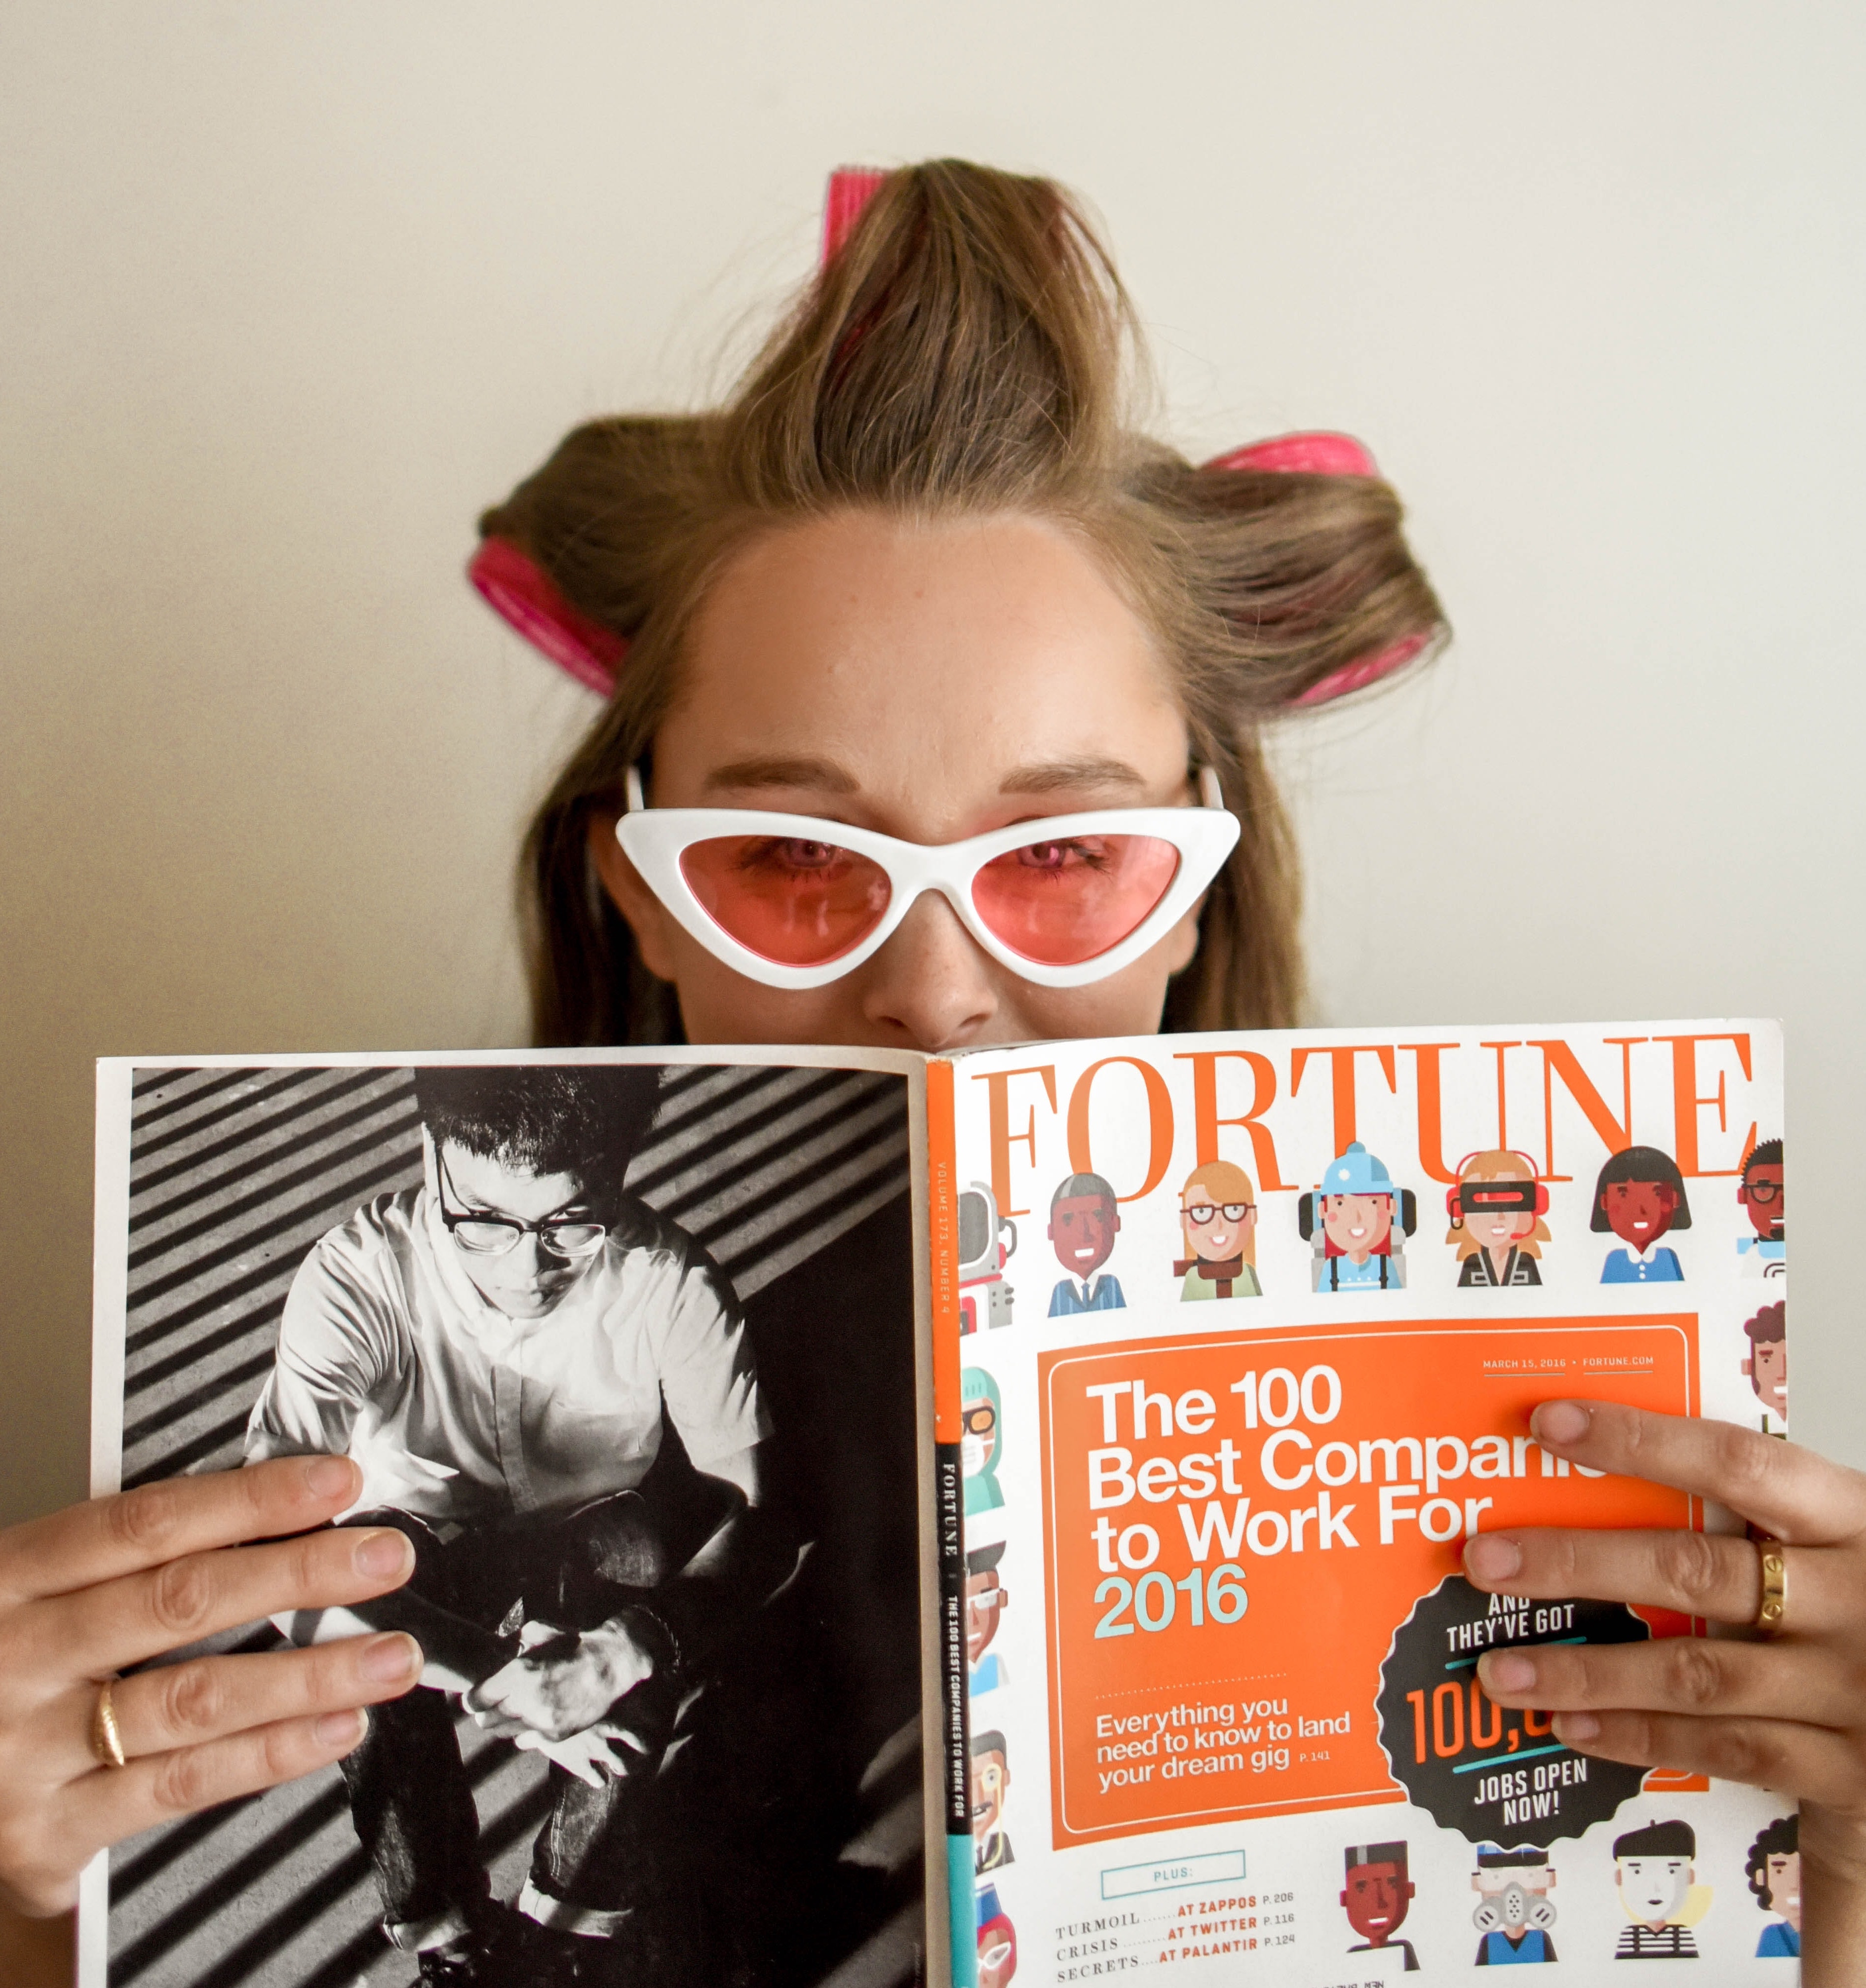 FORTUNE
MARCH 15, 2016 • FORTUNE.COM
The 100
Best Companie
to Work For
2016
AND
THEY'VE GOT
100,
JOBS OPEN
NOW!
Everything you
need to know to land
your dream gig P.141
PLUS:
TURMOIL.......AT ZAPPOS P.206
CRISIS..........AT TWITTER P.116
SECRETS.....AT PALANTIR P.124
VOLUME 173, NUMBER 4
FORTUNE
THE 100 BEST COMPANIES TO WORK FOR